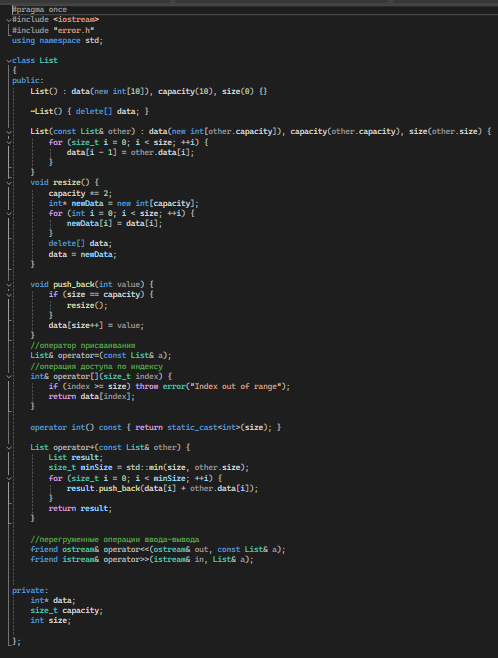 #pragma once
#include <iostream>
#include "error.h"
using namespace std;
class List
{
public:
List() : data(new int[10]), capacity(10), size(0) {}
~List() { delete[] data; }
List(const List& other) : data(new int[other.capacity]), capacity(other.capacity), size(other.size) {
for (size_t i = 0; i < size; ++i) {
data[i - 1] = other.data[i];
}
}
void resize() {
capacity *= 2;
int* newData = new int[capacity];
for (int i = 0; i < size; ++i) {
newData[i] = data[i];
}
delete[] data;
data = newData;
}
void push_back(int value) {
if (size == capacity) {
resize();
}
data[size++] = value;
}
//оператор присваивания
List& operator=(const List& a);
//операция доступа по индексу
int& operator[](size_t index) {
if (index >= size) throw error("Index out of range");
return data[index];
}
operator int() const { return static_cast<int>(size); }
List operator+(const List& other) {
List result;
size_t minSize = std::min(size, other.size);
for (size_t i = 0; i < minSize; ++i) {
result.push_back(data[i] + other.data[i]);
}
return result;
}
//перегруженные операции ввода-вывода
friend ostream& operator<<(ostream& out, const List& a);
friend istream& operator>>(istream& in, List& a);
private:
int* data;
size_t capacity;
int size;
};